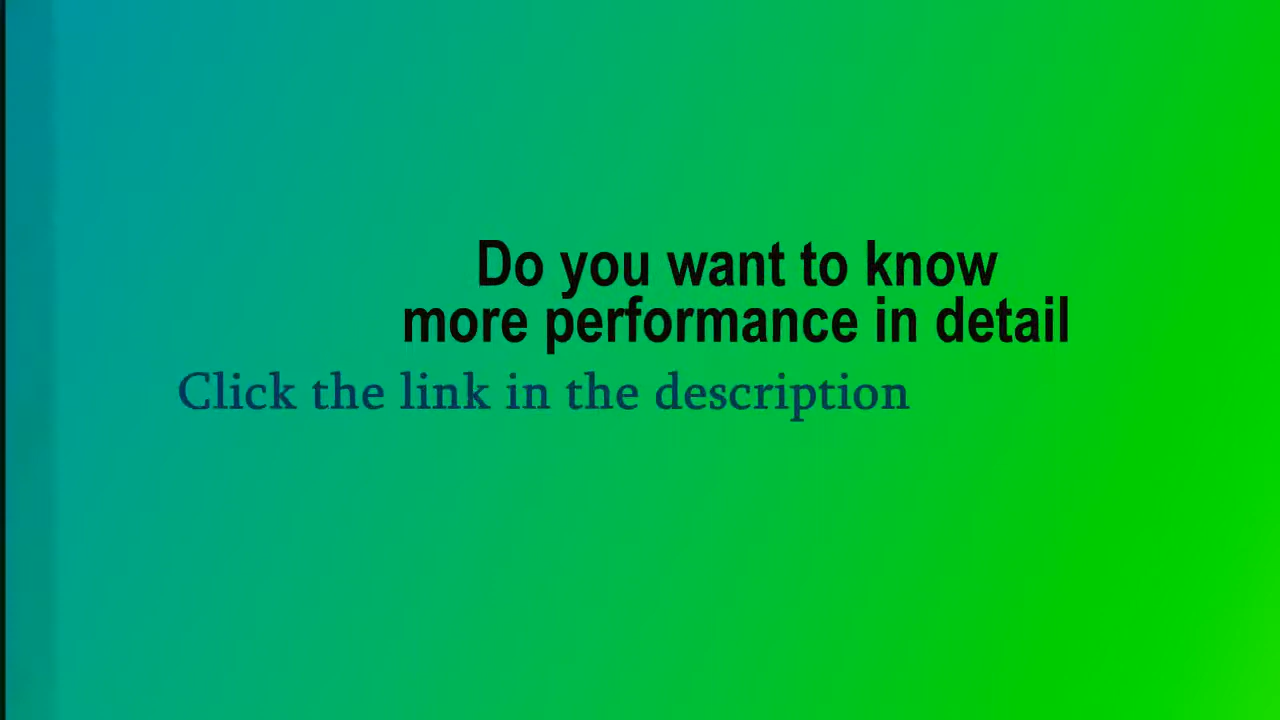 Do you want to know
more performance in detail
Click the link in the description